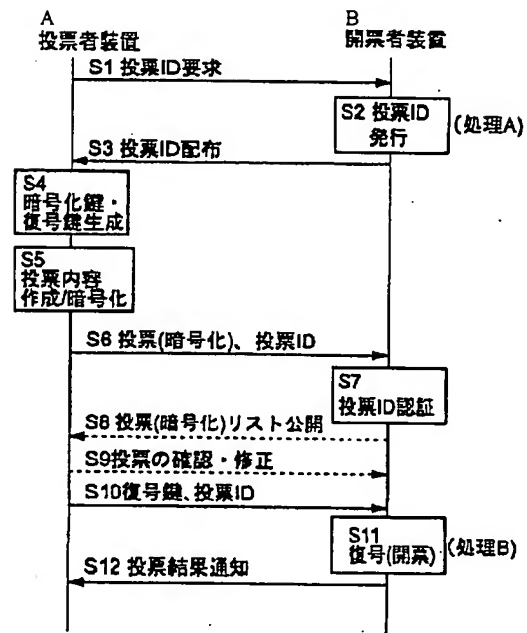 A
投票者装置
B
開票者装置
S1 投票ID要求
S2 投票ID
発行
(処理A)
S3 投票ID配布
S4
暗号化鍵・
復号鍵生成
S5
投票内容
作成/暗号化
S6 投票(暗号化)、投票ID
S7
投票ID認証
S8 投票(暗号化)リスト公開
S9投票の確認・修正
S10復号鍵、投票ID
S11
復号(開票)
(処理B)
S12 投票結果通知